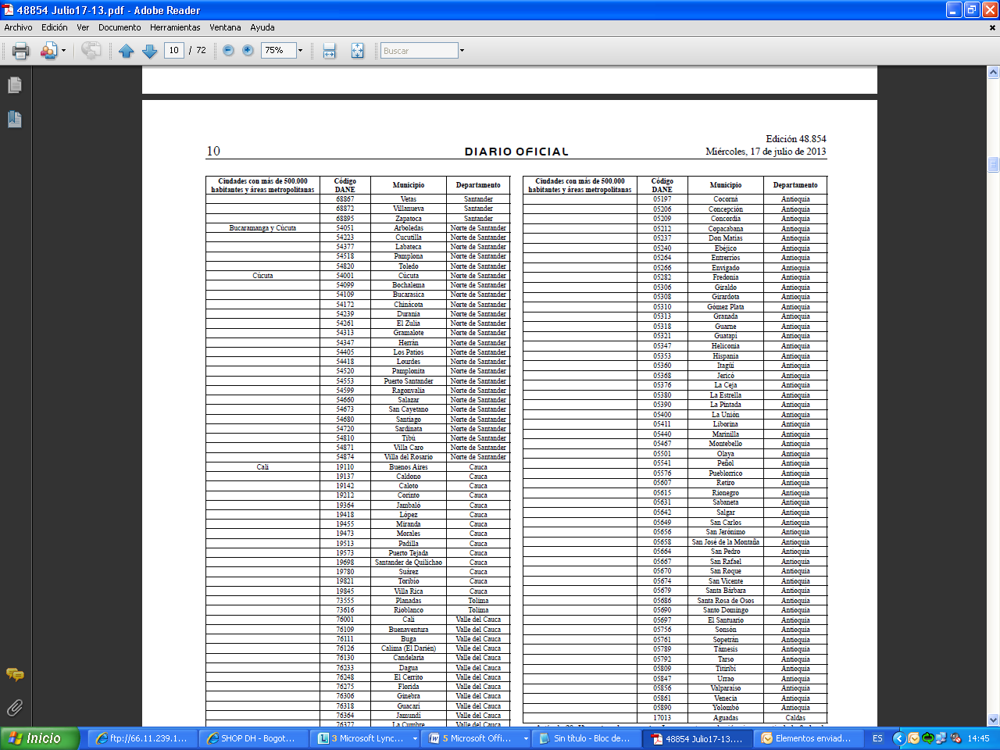 48854 Julio17-13.pdf - Adobe Reader
Archivo Edición Ver Documento Herramientas Ventana Ayuda
10 / 72 75% Buscar
Edición 48.854
10 DIARIO OFICIAL Miércoles, 17 de julio de 2013
Ciudades con más de 500.000 habitantes y áreas metropolitanas Código DANE Municipio Departamento
68867 Vetas Santander
68872 Villanueva Santander
68895 Zapatoca Santander
Bucaramanga y Cúcuta 54051 Arboledas Norte de Santander
54223 Cucutilla Norte de Santander
54377 Labateca Norte de Santander
54518 Pamplona Norte de Santander
54820 Toledo Norte de Santander
Cúcuta 54001 Cúcuta Norte de Santander
54099 Bochalema Norte de Santander
54109 Bucarasica Norte de Santander
54172 Chinácota Norte de Santander
54239 Durania Norte de Santander
54261 El Zulia Norte de Santander
54313 Gramalote Norte de Santander
54347 Herrán Norte de Santander
54405 Los Patios Norte de Santander
54418 Lourdes Norte de Santander
54520 Pamplonita Norte de Santander
54553 Puerto Santander Norte de Santander
54599 Ragonvalia Norte de Santander
54660 Salazar Norte de Santander
54673 San Cayetano Norte de Santander
54680 Santiago Norte de Santander
54720 Sardinata Norte de Santander
54810 Tibú Norte de Santander
54871 Villa Caro Norte de Santander
54874 Villa del Rosario Norte de Santander
Cali 19110 Buenos Aires Cauca
19137 Caldono Cauca
19142 Caloto Cauca
19212 Corinto Cauca
19364 Jambaló Cauca
19418 López Cauca
19455 Miranda Cauca
19473 Morales Cauca
19513 Padilla Cauca
19573 Puerto Tejada Cauca
19698 Santander de Quilichao Cauca
19780 Suárez Cauca
19821 Toribío Cauca
19845 Villa Rica Cauca
73555 Planadas Tolima
73616 Rioblanco Tolima
76001 Cali Valle del Cauca
76109 Buenaventura Valle del Cauca
76111 Buga Valle del Cauca
76126 Calima (El Darién) Valle del Cauca
76130 Candelaria Valle del Cauca
76233 Dagua Valle del Cauca
76248 El Cerrito Valle del Cauca
76275 Florida Valle del Cauca
76306 Ginebra Valle del Cauca
76318 Guacarí Valle del Cauca
76364 Jamundí Valle del Cauca
76377 La Cumbre Valle del Cauca
Ciudades con más de 500.000 habitantes y áreas metropolitanas Código DANE Municipio Departamento
05197 Cocorná Antioquia
05206 Concepción Antioquia
05209 Concordia Antioquia
05212 Copacabana Antioquia
05237 Don Matías Antioquia
05240 Ebéjico Antioquia
05264 Entrerríos Antioquia
05266 Envigado Antioquia
05282 Fredonia Antioquia
05306 Giraldo Antioquia
05308 Girardota Antioquia
05310 Gómez Plata Antioquia
05313 Granada Antioquia
05318 Guarne Antioquia
05321 Guatapí Antioquia
05347 Heliconia Antioquia
05353 Hispania Antioquia
05360 Itagüí Antioquia
05368 Jericó Antioquia
05376 La Ceja Antioquia
05380 La Estrella Antioquia
05390 La Pintada Antioquia
05400 La Unión Antioquia
05411 Liborina Antioquia
05440 Marinilla Antioquia
05467 Montebello Antioquia
05501 Olaya Antioquia
05541 Peñol Antioquia
05576 Pueblorrico Antioquia
05607 Retiro Antioquia
05615 Rionegro Antioquia
05631 Sabaneta Antioquia
05642 Salgar Antioquia
05649 San Carlos Antioquia
05656 San Jerónimo Antioquia
05658 San José de la Montaña Antioquia
05664 San Pedro Antioquia
05667 San Rafael Antioquia
05670 San Roque Antioquia
05674 San Vicente Antioquia
05679 Santa Bárbara Antioquia
05686 Santa Rosa de Osos Antioquia
05690 Santo Domingo Antioquia
05697 El Santuario Antioquia
05756 Sonsón Antioquia
05761 Sopetrán Antioquia
05789 Támesis Antioquia
05792 Tarso Antioquia
05809 Titiribí Antioquia
05847 Urrao Antioquia
05856 Valparaíso Antioquia
05861 Venecia Antioquia
05890 Yolombó Antioquia
17013 Aguadas Caldas
Inicio ftp://66.11.239.1... SHOP DH - Bogot... 3 Microsoft Lync... 5 Microsoft Offi... Sin título - Bloc de... 48854 Julio17-13.... Elementos enviad... ES 14:45